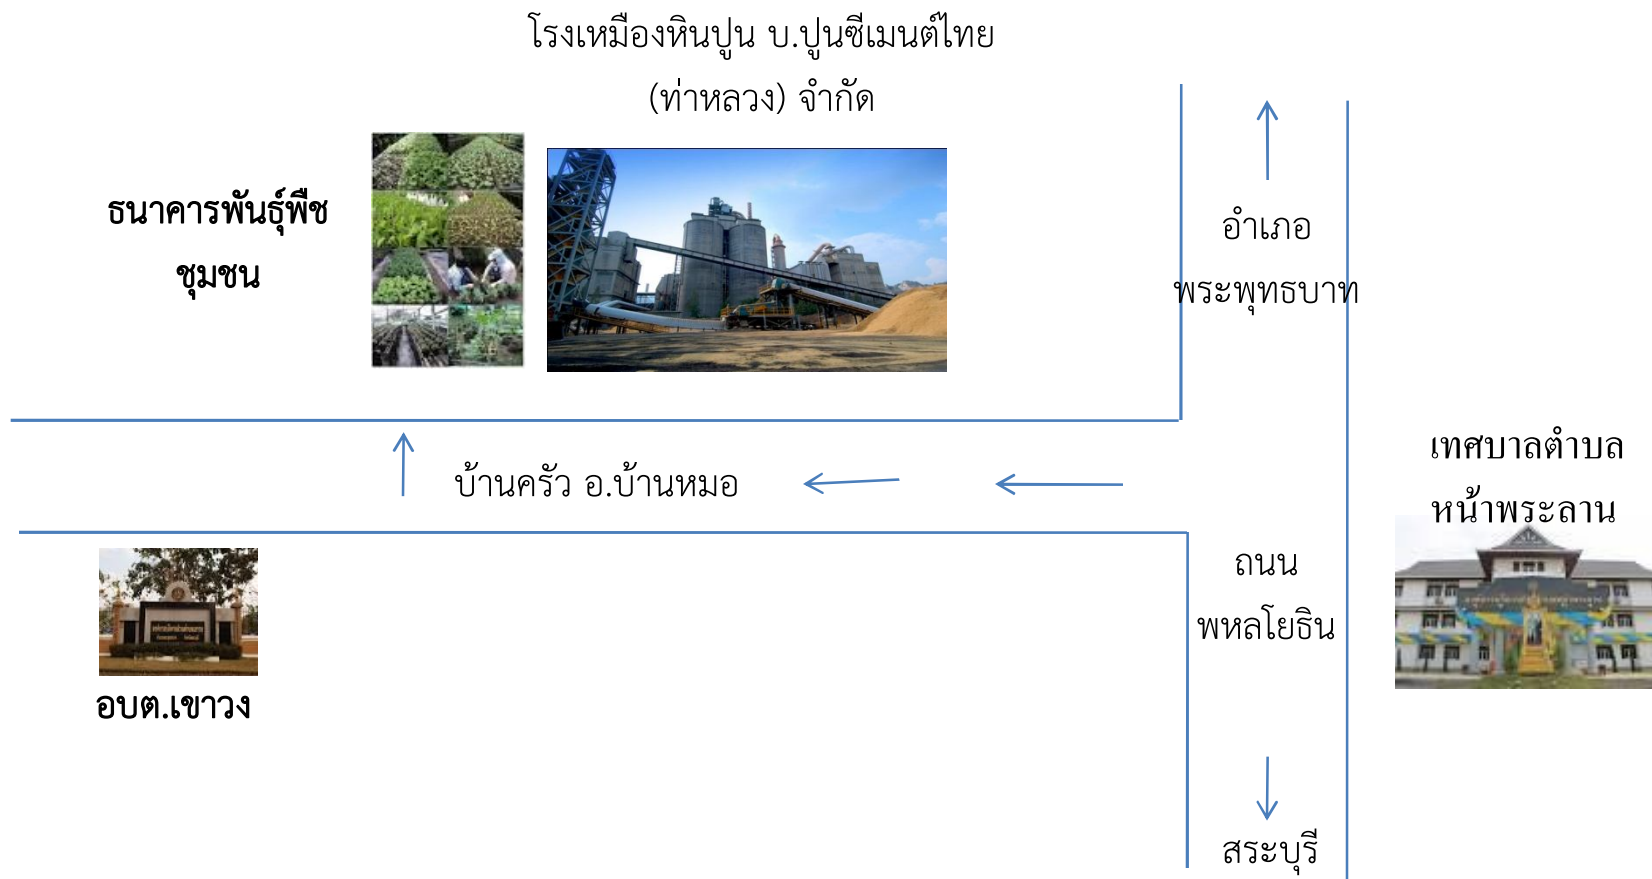 โรงเหมืองหินปูน บ.ปูนซีเมนต์ไทย
(ท่าหลวง) จำกัด
ธนาคารพันธุ์พืช
ชุมชน
อำเภอ
พระพุทธบาท
บ้านครัว อ.บ้านหมอ
เทศบาลตำบล
หน้าพระลาน
ถนน
พหลโยธิน
อบต.เขาวง
สระบุรี